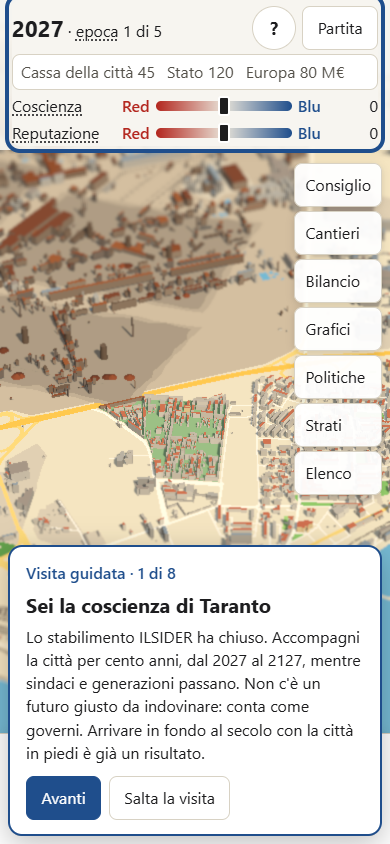 2027 · epoca 1 di 5
?
Partita
Cassa della città 45 Stato 120 Europa 80 M€
Coscienza Red Blu 0
Reputazione Red Blu 0
Consiglio
Cantieri
Bilancio
Grafici
Politiche
Strati
Elenco
Visita guidata · 1 di 8
Sei la coscienza di Taranto
Lo stabilimento ILSIDER ha chiuso. Accompagni
la città per cento anni, dal 2027 al 2127, mentre
sindaci e generazioni passano. Non c'è un
futuro giusto da indovinare: conta come
governi. Arrivare in fondo al secolo con la città
in piedi è già un risultato.
Avanti
Salta la visita